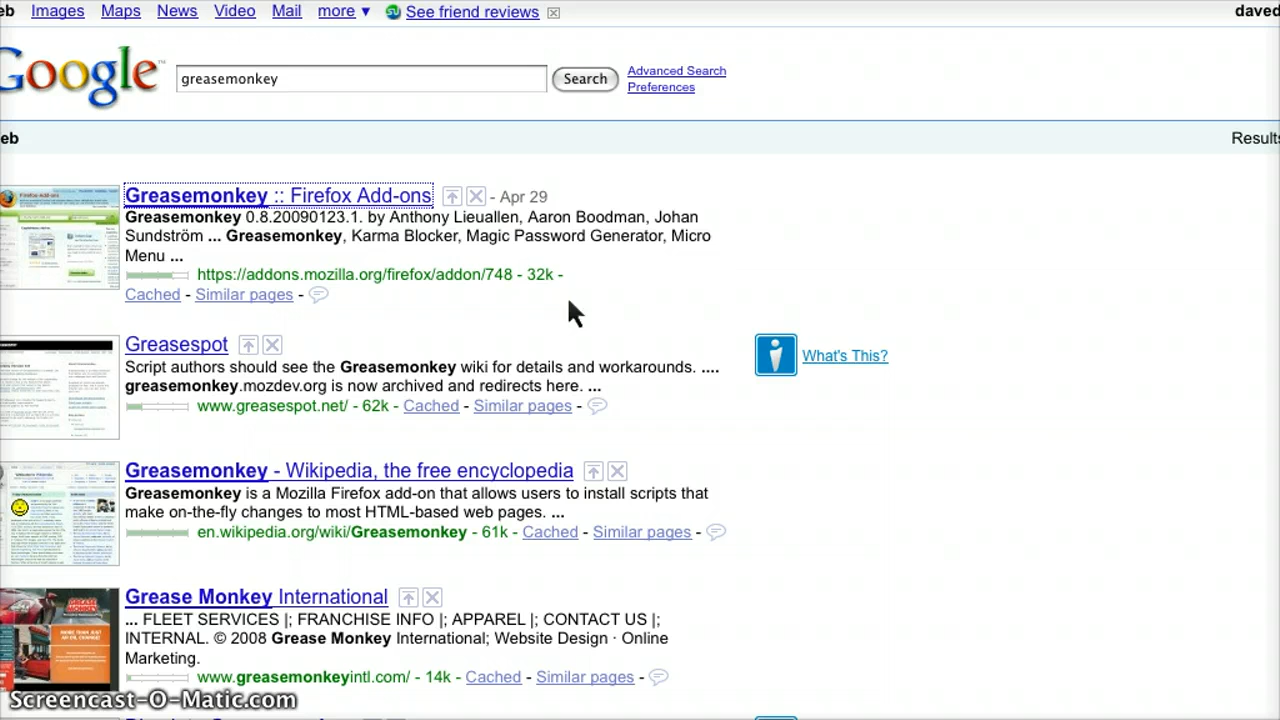 eb Images Maps News Video Mail more ▼ See friend reviews daved
Google™ greasemonkey Search Advanced Search
Preferences
eb Results
Greasemonkey :: Firefox Add-ons - Apr 29
Greasemonkey 0.8.20090123.1. by Anthony Lieuallen, Aaron Boodman, Johan
Sundström ... Greasemonkey, Karma Blocker, Magic Password Generator, Micro
Menu ...
https://addons.mozilla.org/firefox/addon/748 - 32k -
Cached - Similar pages -
Greasespot
Script authors should see the Greasemonkey wiki for details and workarounds. ....
greasemonkey.mozdev.org is now archived and redirects here. ...
www.greasespot.net/ - 62k - Cached - Similar pages -
What's This?
Greasemonkey - Wikipedia, the free encyclopedia
Greasemonkey is a Mozilla Firefox add-on that allows users to install scripts that
make on-the-fly changes to most HTML-based web pages. ...
en.wikipedia.org/wiki/Greasemonkey - 61k - Cached - Similar pages -
Grease Monkey International
... FLEET SERVICES |; FRANCHISE INFO |; APPAREL |; CONTACT US |;
INTERNAL. © 2008 Grease Monkey International; Website Design · Online
Marketing.
www.greasemonkeyintl.com/ - 14k - Cached - Similar pages -
Screencast-O-Matic.com